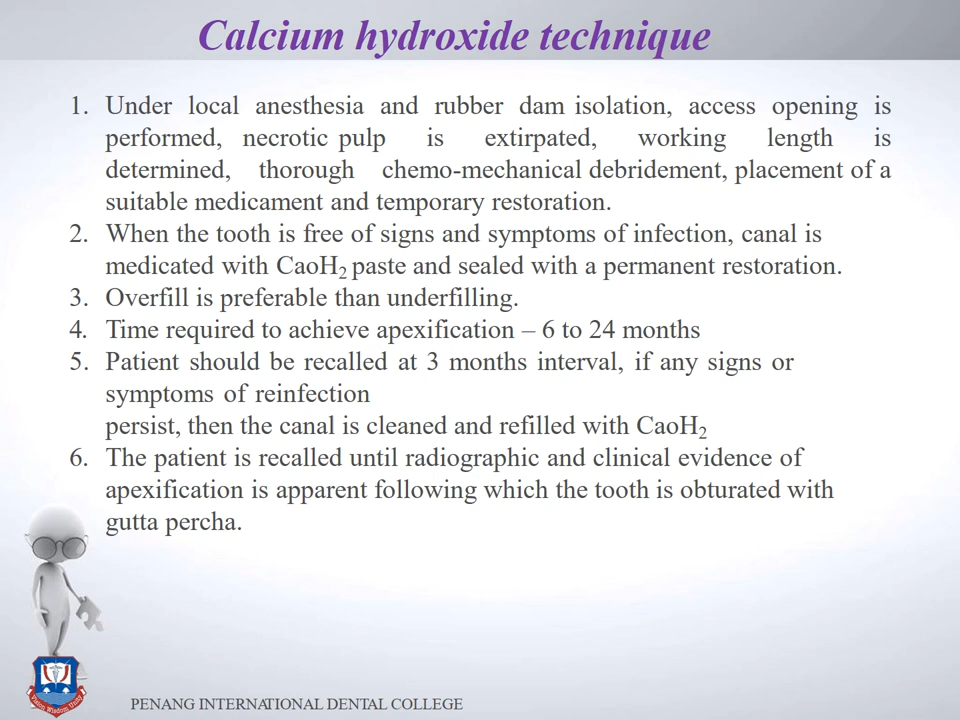 Calcium hydroxide technique
1. Under local anesthesia and rubber dam isolation, access opening is
performed, necrotic pulp is extirpated, working length is
determined, thorough chemo-mechanical debridement, placement of a
suitable medicament and temporary restoration.
2. When the tooth is free of signs and symptoms of infection, canal is
medicated with CaoH₂ paste and sealed with a permanent restoration.
3. Overfill is preferable than underfilling.
4. Time required to achieve apexification – 6 to 24 months
5. Patient should be recalled at 3 months interval, if any signs or
symptoms of reinfection
persist, then the canal is cleaned and refilled with CaoH₂
6. The patient is recalled until radiographic and clinical evidence of
apexification is apparent following which the tooth is obturated with
gutta percha.
Vision Wisdom Unity
PENANG INTERNATIONAL DENTAL COLLEGE